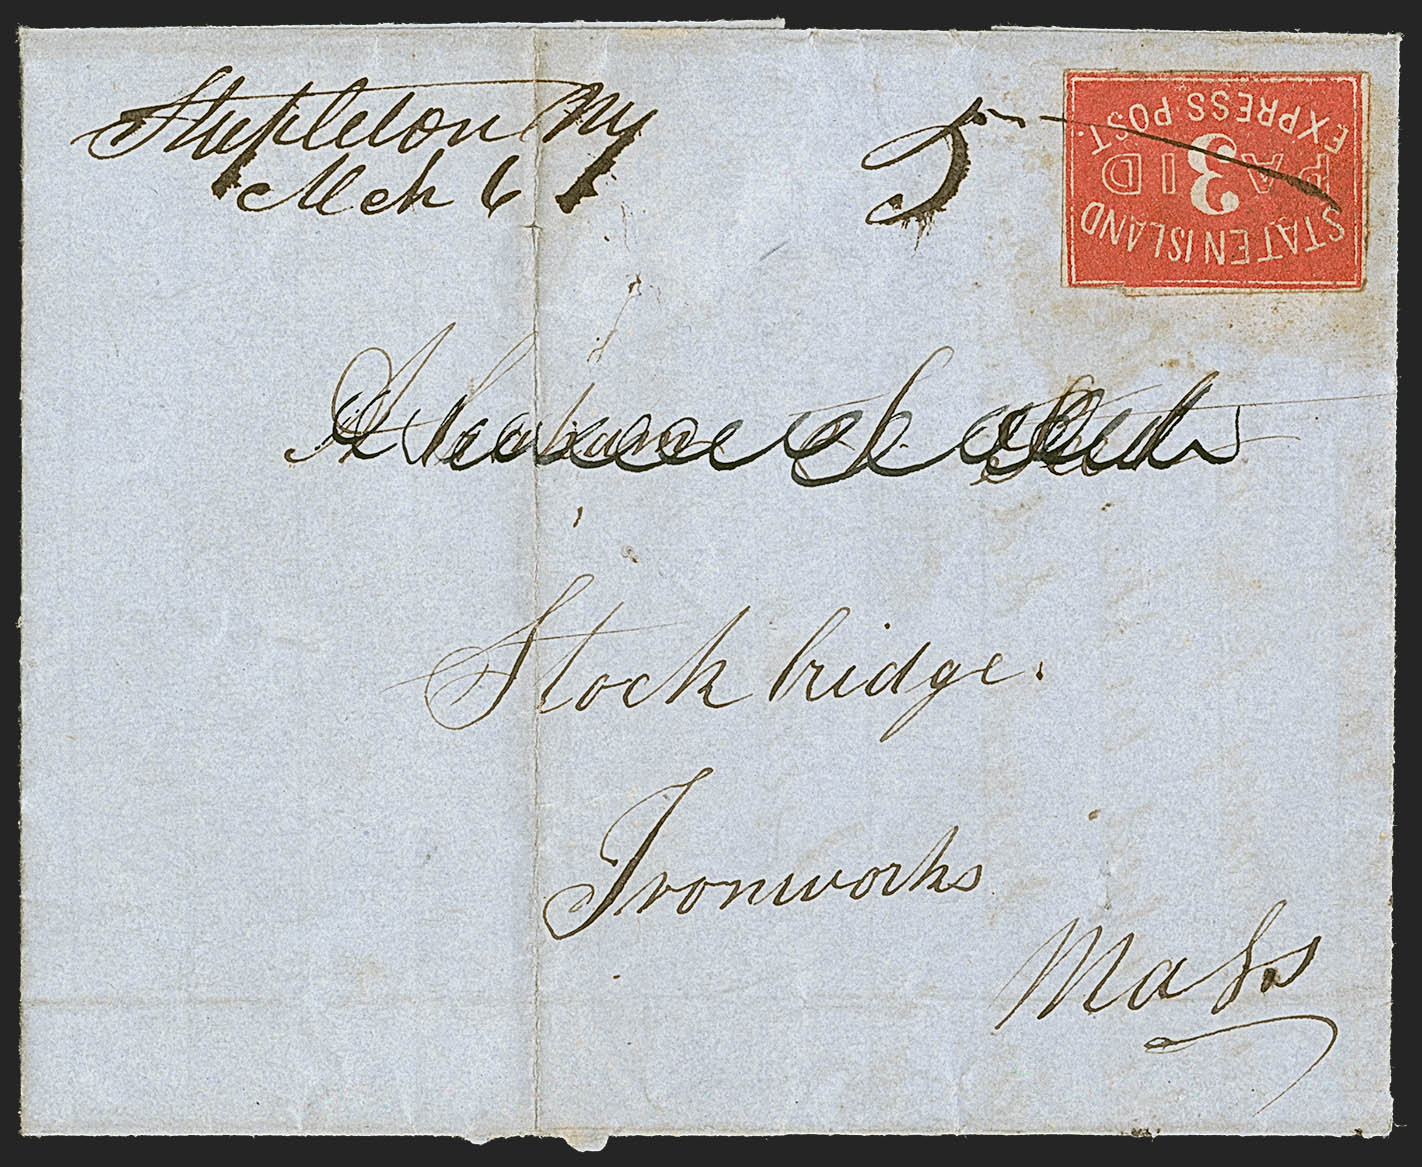 Stapleton NY
Mch 6
5
STATEN ISLAND
PAID
3
EXPRESS POST.
Stockbridge.
Ironworks
Mass